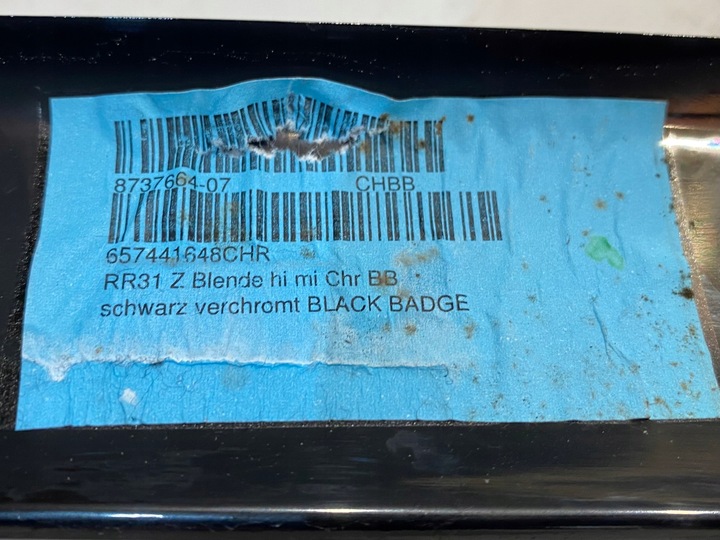 8737664-07 CHBB
657441648CHR
RR31 Z Blende hi mi Chr BB
schwarz verchromt BLACK BADGE